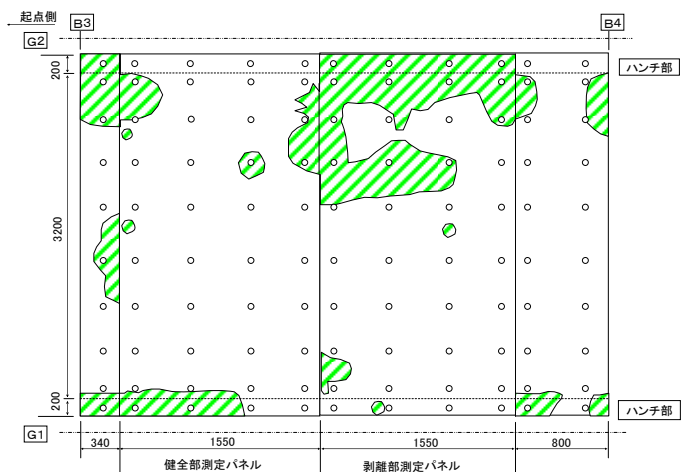 起点側
B3
B4
G2
200
ハンチ部
3200
200
ハンチ部
G1
340
1550
1550
800
健全部測定パネル
剥離部測定パネル